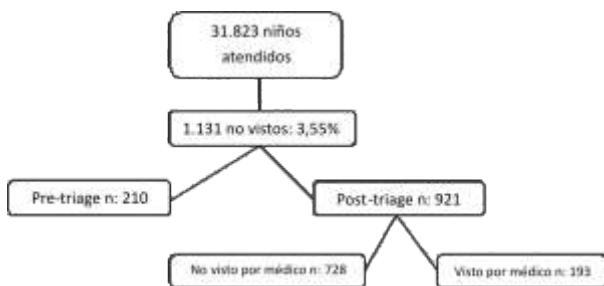 31.823 niños
atendidos
1.131 no vistos: 3,55%
Pre-triage n: 210
Post-triage n: 921
No visto por médico n: 728
Visto por médico n: 193